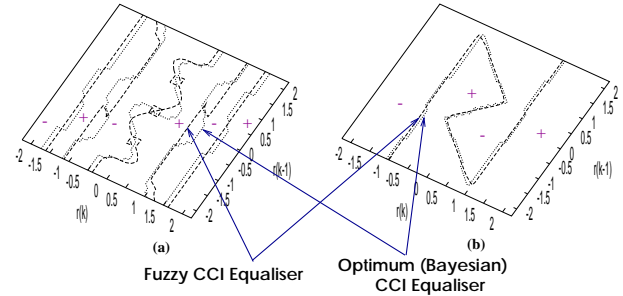 2
1.5
1
0.5
0
-0.5
-1
-1.5
-2
r(k-1)
-2 -1.5 -1 -0.5 0 0.5 1 1.5 2
r(k)
- + - + - +
(a)
2
1.5
1
0.5
0
-0.5
-1
-1.5
-2
r(k-1)
-2 -1.5 -1 -0.5 0 0.5 1 1.5 2
r(k)
- + - +
(b)
Fuzzy CCI Equaliser
Optimum (Bayesian)
CCI Equaliser